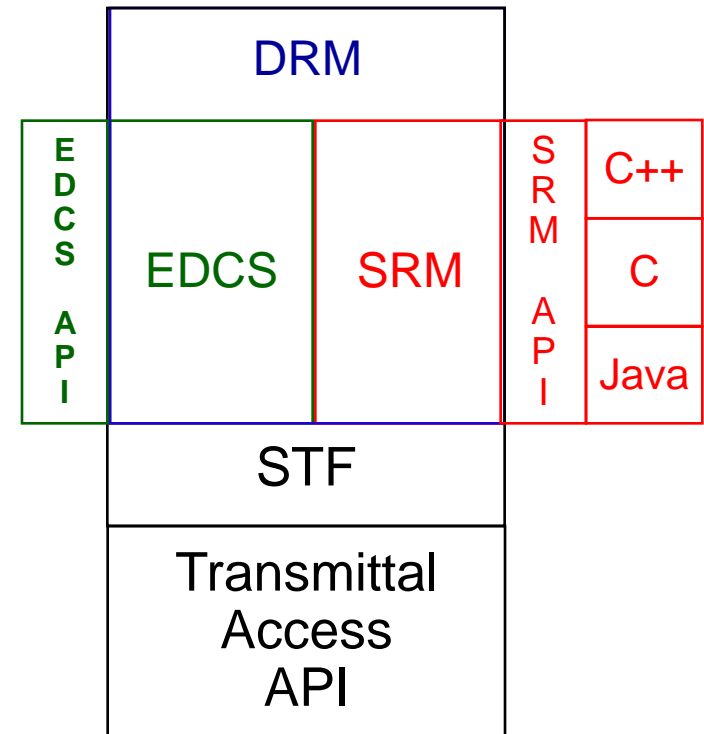 DRM
EDCS API
EDCS
SRM
SRM API
C++
C
Java
STF
Transmittal
Access
API